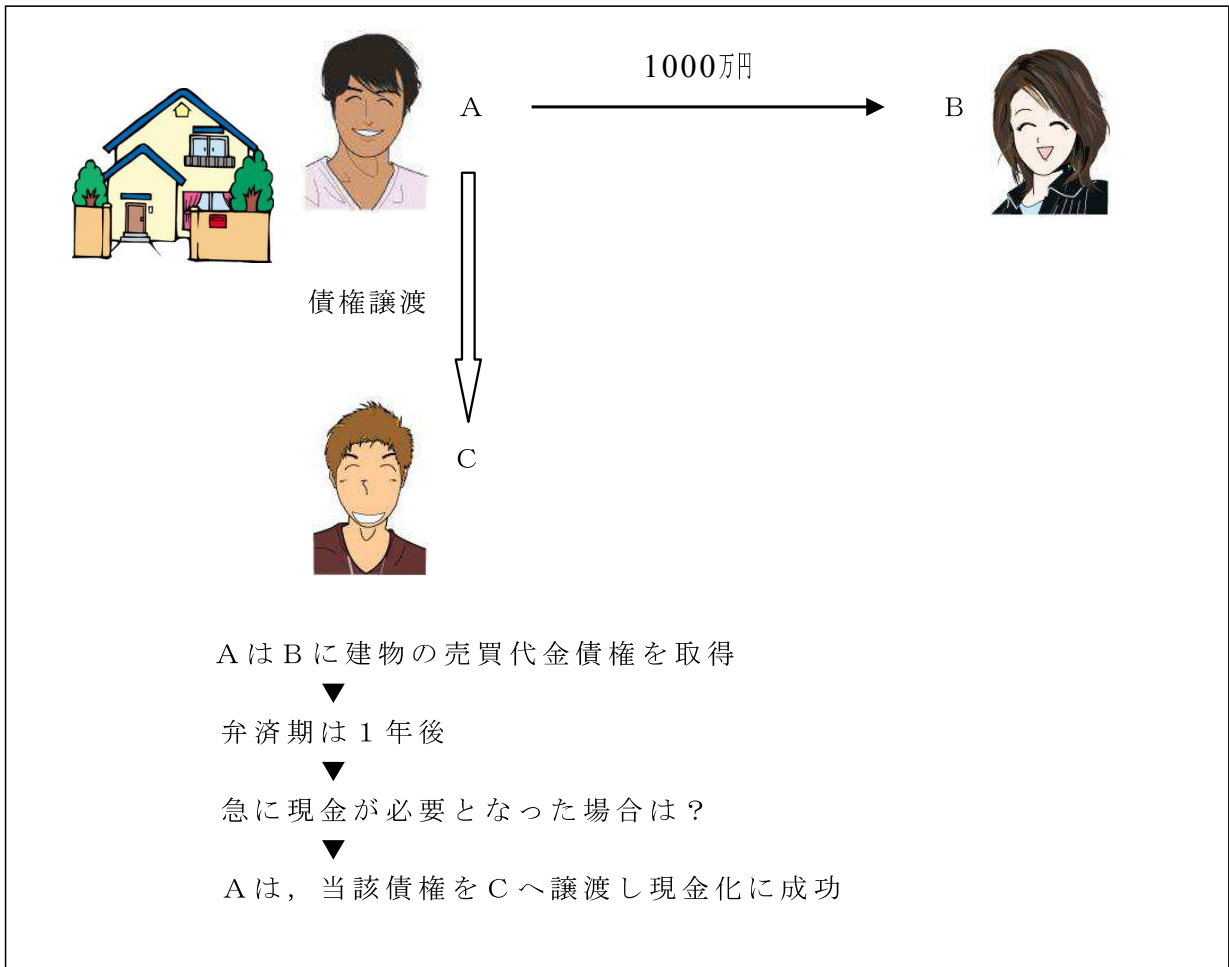 1000万円
A
B
債権譲渡
C
AはBに建物の売買代金債権を取得
▼
弁済期は1年後
▼
急に現金が必要となった場合は?
▼
Aは,当該債権をCへ譲渡し現金化に成功